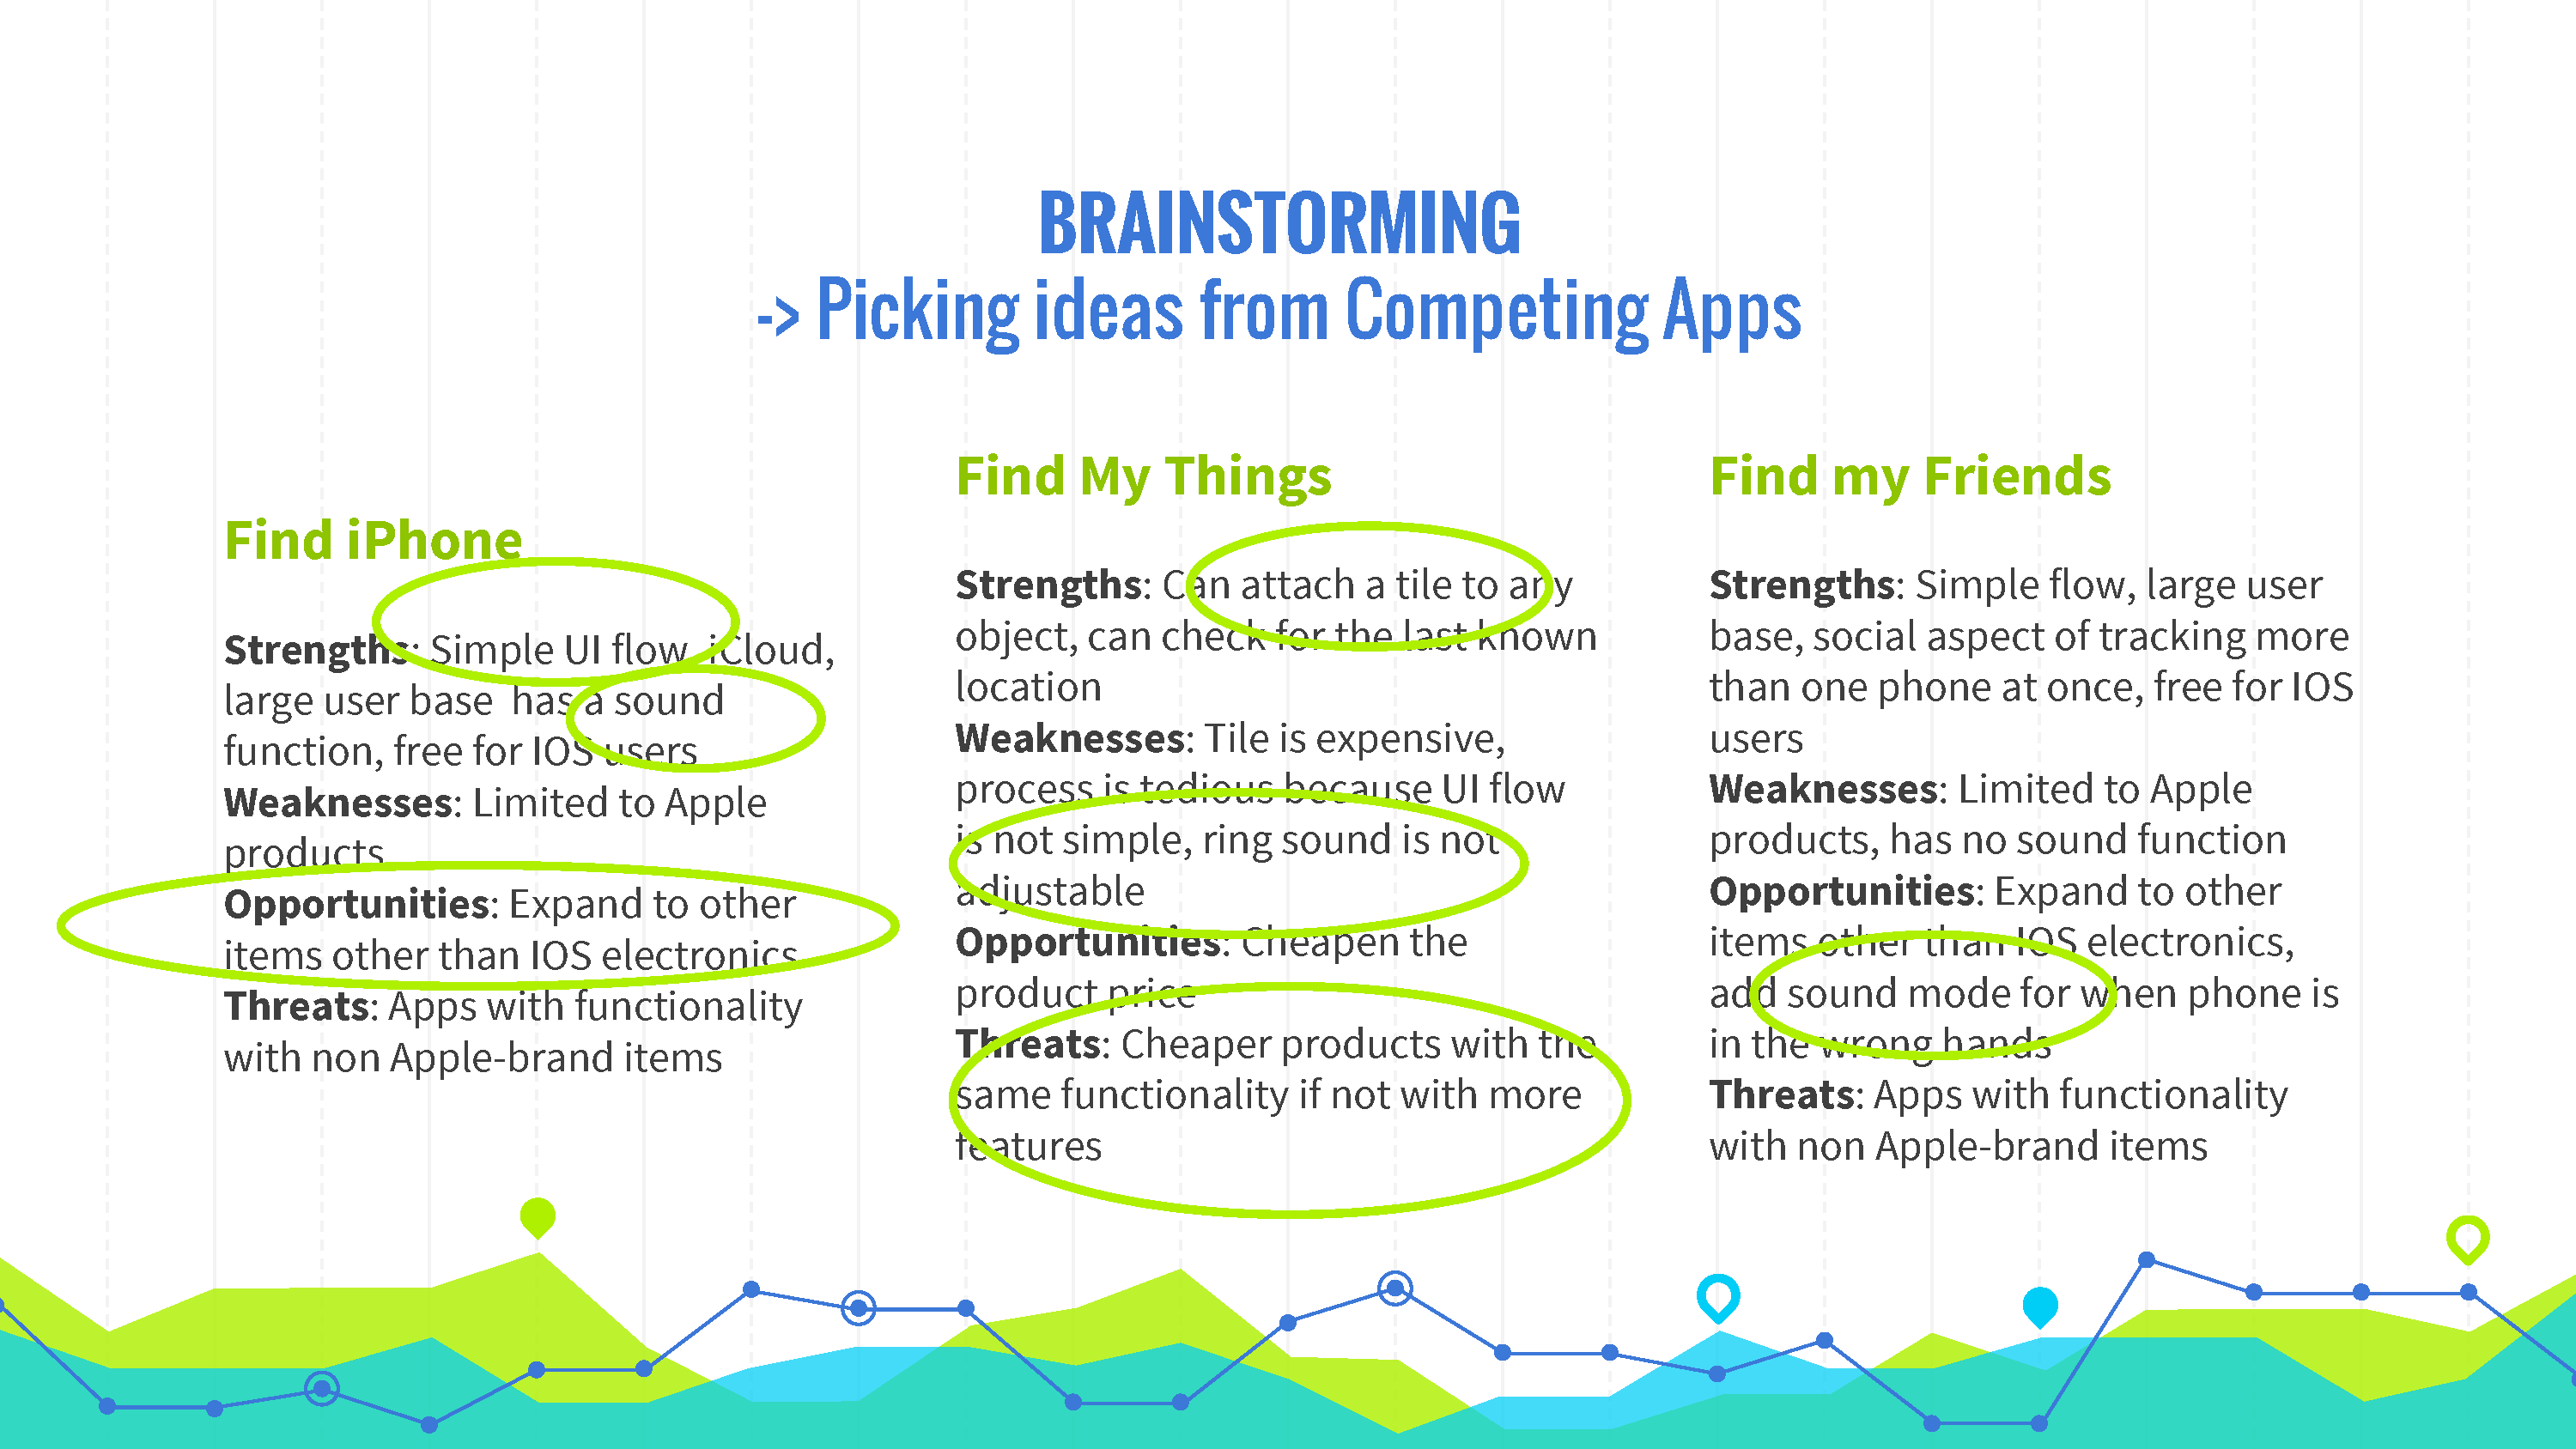 BRAINSTORMING
-> Picking ideas from Competing Apps
Find iPhone
Strengths: Simple UI flow, iCloud,
large user base has a sound
function, free for IOS users
Weaknesses: Limited to Apple
products
Opportunities: Expand to other
items other than IOS electronics
Threats: Apps with functionality
with non Apple-brand items
Find My Things
Strengths: Can attach a tile to any
object, can check for the last known
location
Weaknesses: Tile is expensive,
process is tedious because UI flow
is not simple, ring sound is not
adjustable
Opportunities: Cheapen the
product price
Threats: Cheaper products with the
same functionality if not with more
features
Find my Friends
Strengths: Simple flow, large user
base, social aspect of tracking more
than one phone at once, free for IOS
users
Weaknesses: Limited to Apple
products, has no sound function
Opportunities: Expand to other
items other than IOS electronics,
add sound mode for when phone is
in the wrong hands
Threats: Apps with functionality
with non Apple-brand items